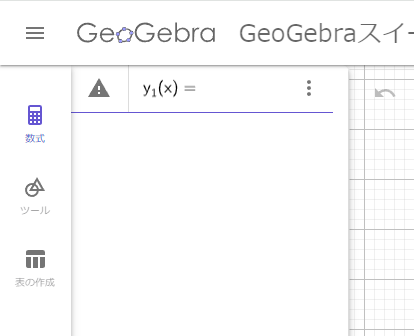 GeoGebra GeoGebraスイー
y₁(x) =
数式
ツール
表の作成